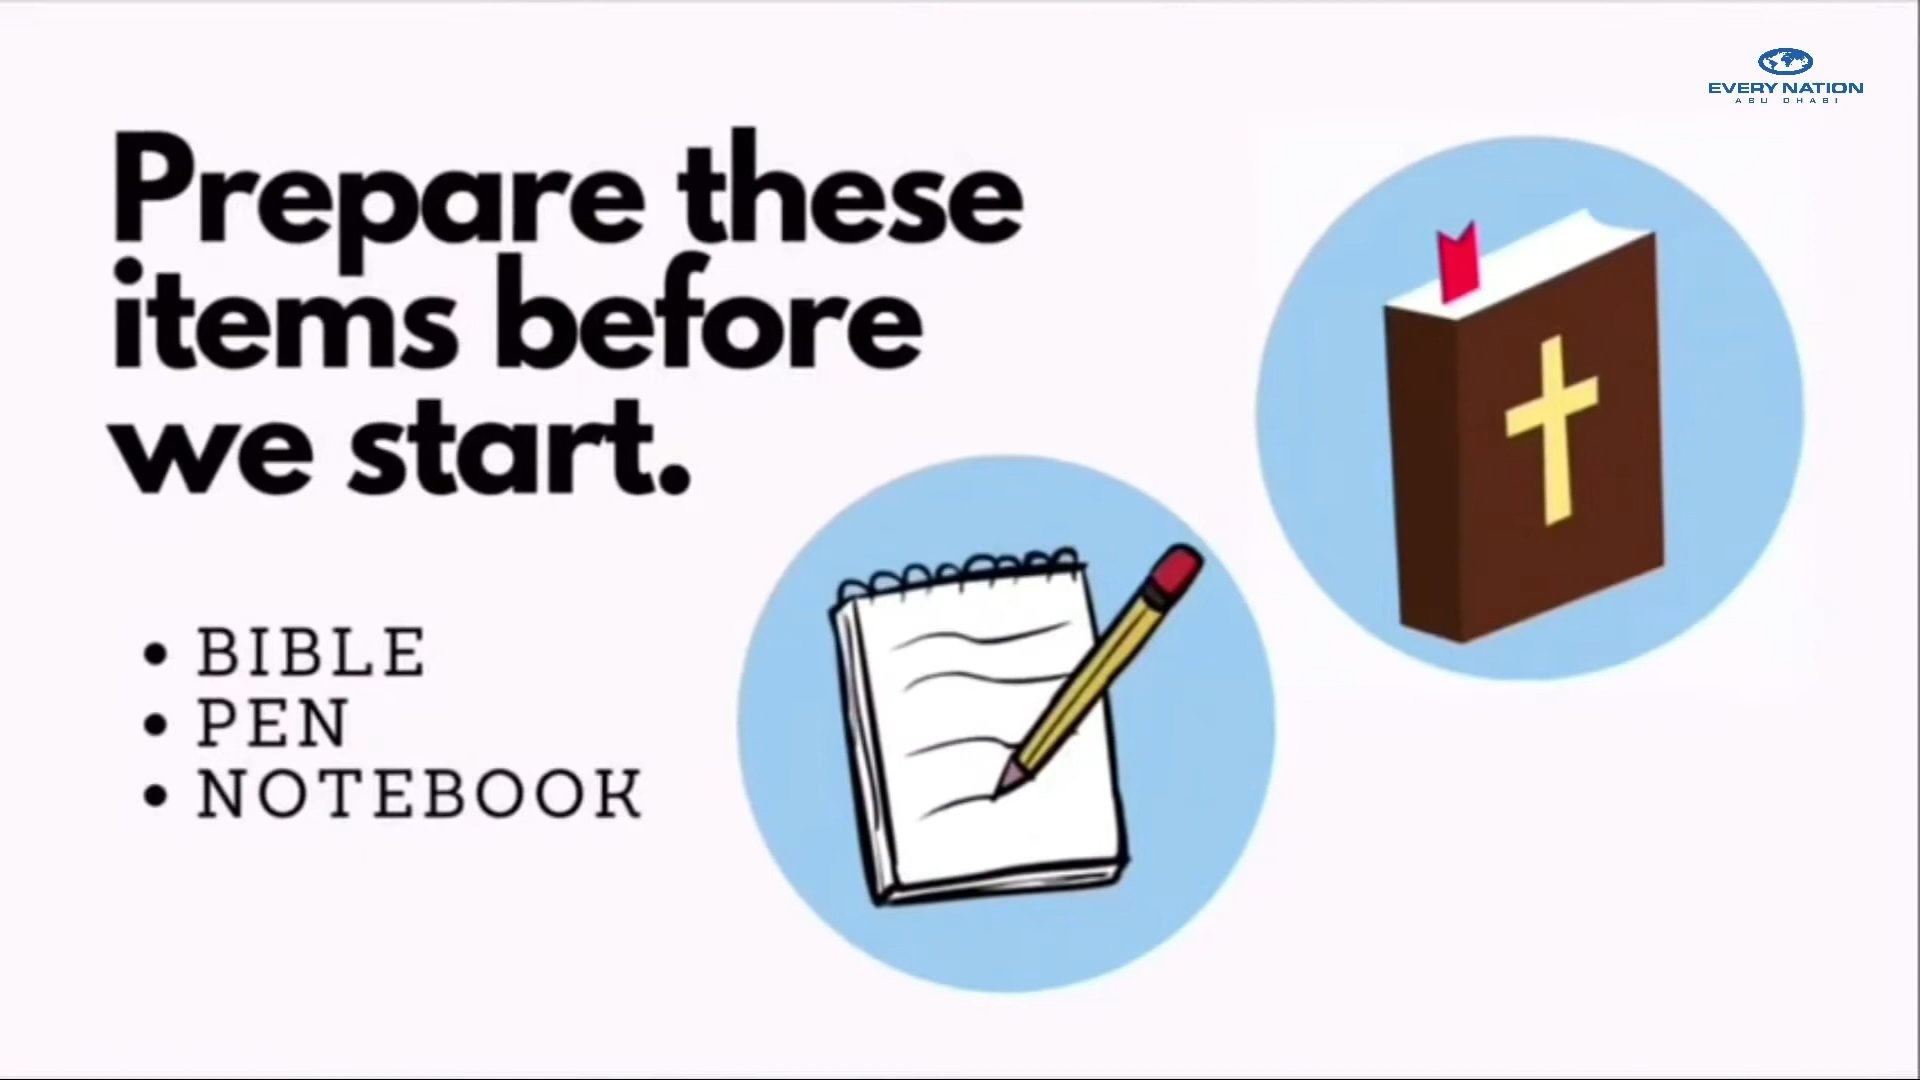 EVERY NATION
ABU DHABI
Prepare these
items before
we start.
• BIBLE
• PEN
• NOTEBOOK